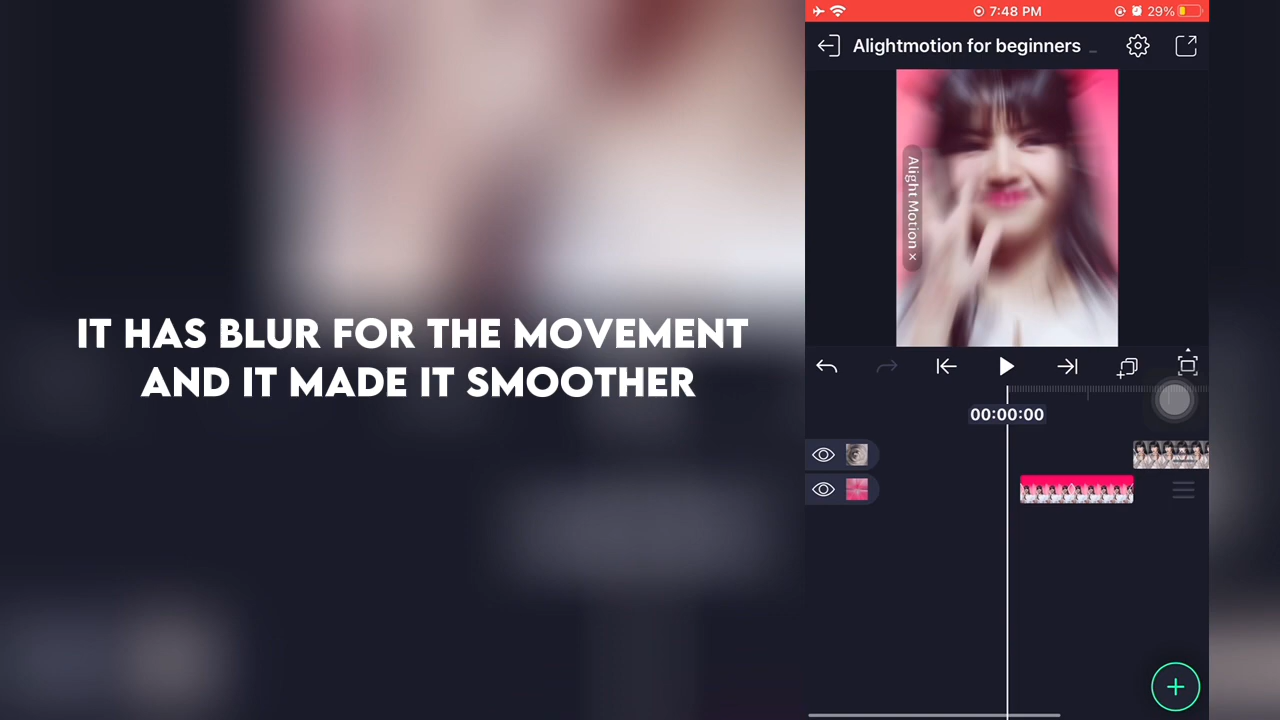 7:48 PM
29%
Alightmotion for beginners _
Alight Motion ×
IT HAS BLUR FOR THE MOVEMENT
AND IT MADE IT SMOOTHER
00:00:00